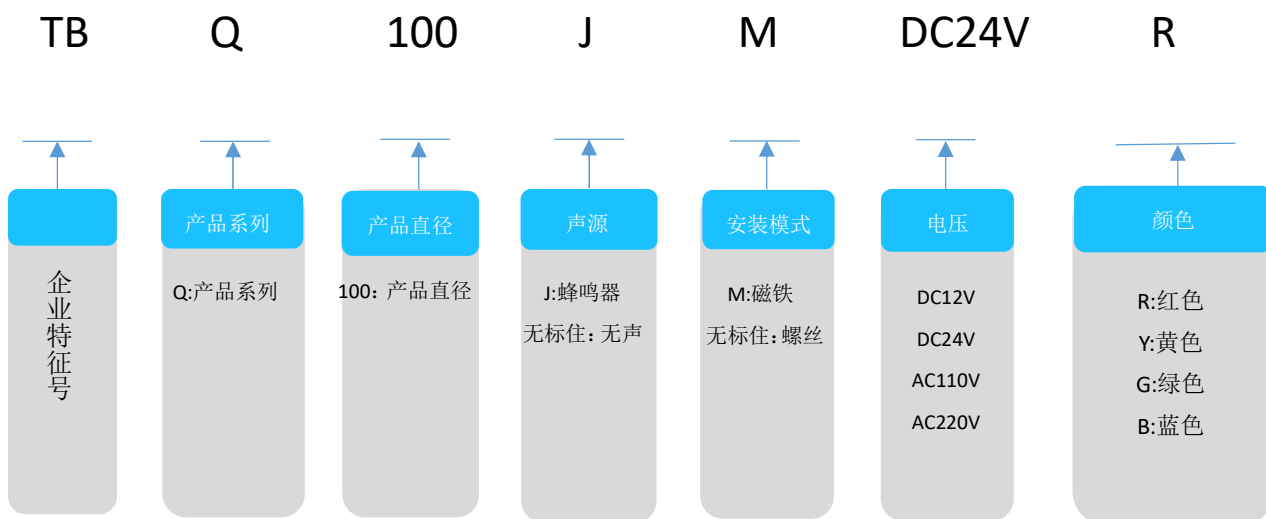 TB Q 100 J M DC24V R
产品系列 产品直径 声源 安装模式 电压 颜色
企业特征号
Q:产品系列
100：产品直径
J:蜂鸣器
无标住：无声
M:磁铁
无标住：螺丝
DC12V
DC24V
AC110V
AC220V
R:红色
Y:黄色
G:绿色
B:蓝色